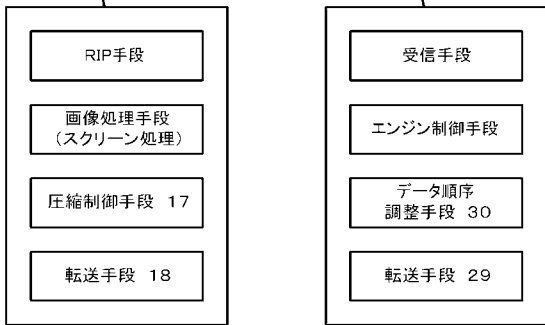 RIP手段
画像処理手段
(スクリーン処理)
圧縮制御手段 17
転送手段 18
受信手段
エンジン制御手段
データ順序
調整手段 30
転送手段 29